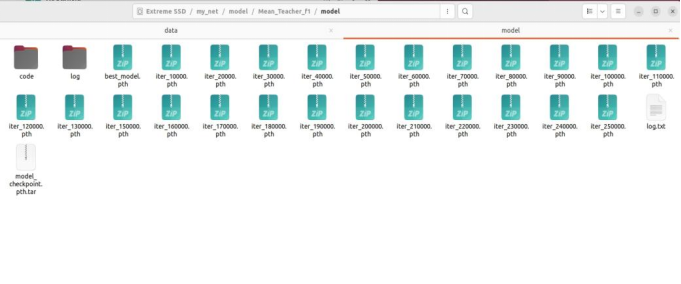 Extreme SSD / my_net / model / Mean_Teacher_f1 / model
data
model
code
log
best_model.
pth
iter_10000.
pth
iter_20000.
pth
iter_30000.
pth
iter_40000.
pth
iter_50000.
pth
iter_60000.
pth
iter_70000.
pth
iter_80000.
pth
iter_90000.
pth
iter_100000.
pth
iter_110000.
pth
iter_120000.
pth
iter_130000.
pth
iter_150000.
pth
iter_160000.
pth
iter_170000.
pth
iter_180000.
pth
iter_190000.
pth
iter_200000.
pth
iter_210000.
pth
iter_220000.
pth
iter_230000.
pth
iter_240000.
pth
iter_250000.
pth
log.txt
model_
checkpoint.
pth.tar